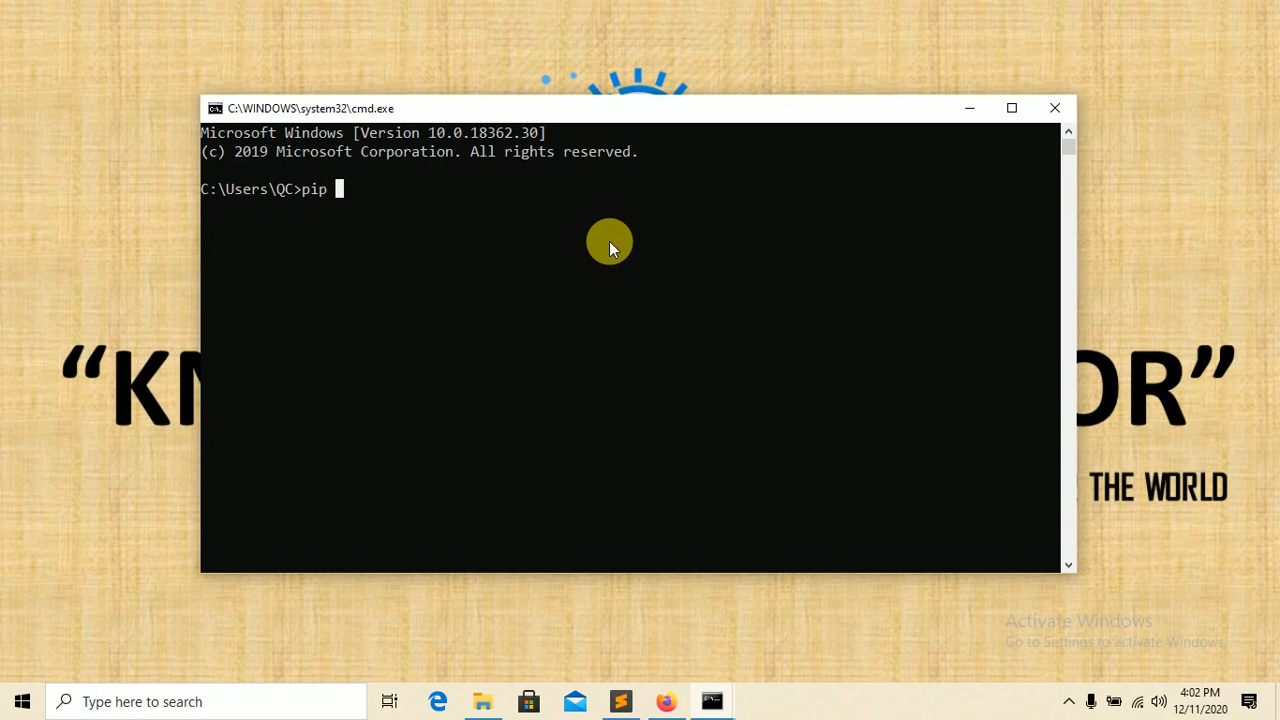 C:\WINDOWS\system32\cmd.exe
Microsoft Windows [Version 10.0.18362.30]
(c) 2019 Microsoft Corporation. All rights reserved.
C:\Users\QC>pip
THE WORLD
Activate Windows
Go to Settings to activate Windows.
Type here to search
4:02 PM
12/11/2020